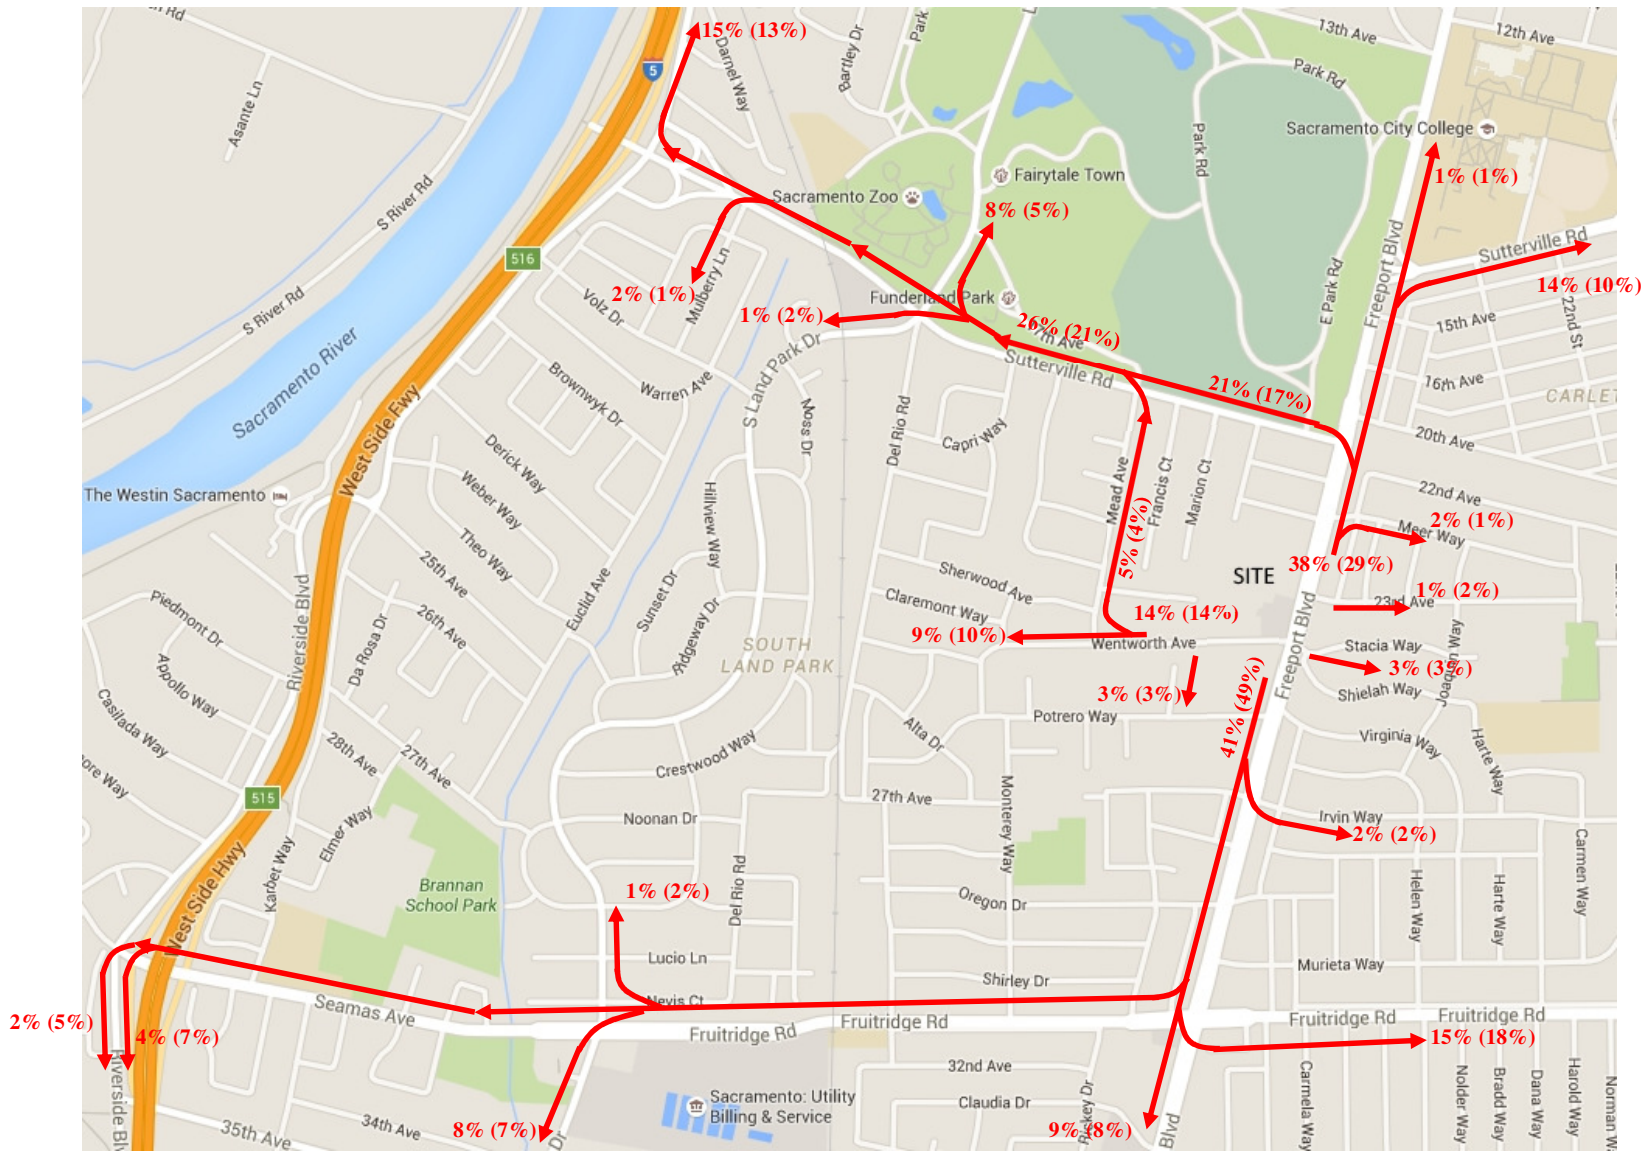 15% (13%)
13th Ave
12th Ave
Park
Bartley Dr
Darnel Way
5
Park Rd
Asante Ln
Sacramento City College
Park Rd
S River Rd
Fairytale Town
1% (1%)
Sacramento Zoo
8% (5%)
Sutterville Rd
516
Freeport Blvd
14% (10%)
2% (1%)
Mulberry Ln
Funderland Park
E Park Rd
S River Rd
Volz Dr
1% (2%)
26% (21%)
15th Ave
22nd St
Sutterville Rd
S Land Park Dr
Sacramento River
Brownwyk Dr
Warren Ave
21% (17%)
16th Ave
CARLET
West Side Fwy
Moss Dr
Del Rio Rd
Capri Way
20th Ave
Derick Way
The Westin Sacramento
Weber Way
Hillview Way
Mead Ave
Francis Ct
Marion Ct
22nd Ave
2% (1%)
Meer Way
Theo Way
5% (4%)
38% (29%)
25th Ave
SITE
Sherwood Ave
1% (2%)
23rd Ave
Riverside Blvd
Piedmont Dr
Euclid Ave
Sunset Dr
Claremont Way
14% (14%)
Freeport Blvd
26th Ave
Ridgeway Dr
9% (10%)
Wentworth Ave
Stacia Way
Da Rosa Dr
SOUTH
LAND PARK
3% (3%)
Joaquin Way
Apollo Way
3% (3%)
Shielah Way
Casilada Way
Potrero Way
41% (49%)
Alta Dr
Virginia Way
Harte Way
28th Ave
27th Ave
Crestwood Way
ore Way
515
27th Ave
Monterey Way
Noonan Dr
Irvin Way
2% (2%)
Elmer Way
Carmen Way
West Side Hwy
Karbet Way
Brannan
School Park
1% (2%)
Del Rio Rd
Oregon Dr
Helen Way
Harte Way
Lucio Ln
Shirley Dr
Murieta Way
Nevis Ct
Seamas Ave
Fruitridge Rd
Fruitridge Rd
Fruitridge Rd
Fruitridge Rd
2% (5%)
4% (7%)
15% (18%)
Riverside Blv
32nd Ave
Sacramento: Utility
Billing & Service
Claudia Dr
Carmela Way
Nolder Way
Bradd Way
Dana Way
Harold Way
Norman W
35th Ave
34th Ave
8% (7%)
Dr
9% (8%)
Blvd